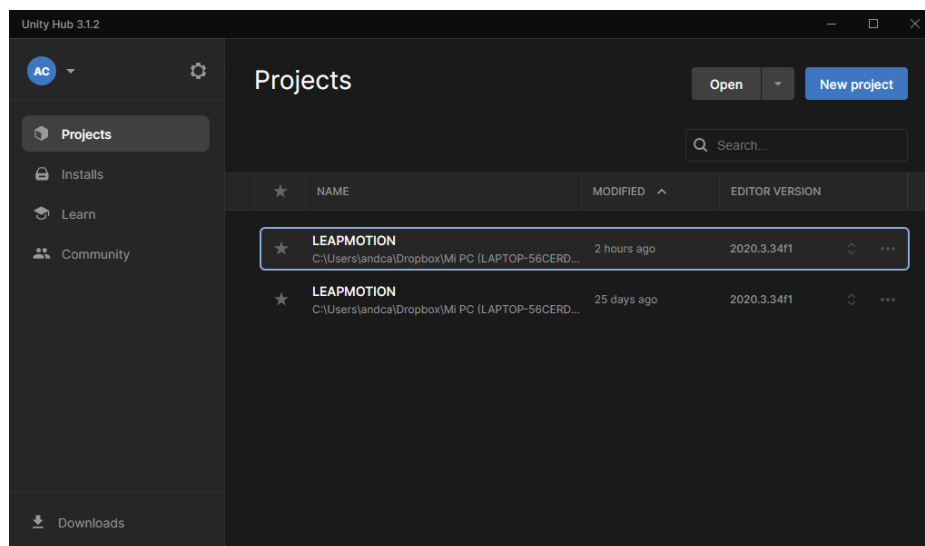 Unity Hub 3.1.2
AC
Projects
Installs
Learn
Community
Downloads
Projects
Open
New project
Search...
NAME MODIFIED EDITOR VERSION
LEAPMOTION
C:\Users\andca\Dropbox\Mi PC (LAPTOP-56CERD...
2 hours ago 2020.3.34f1
LEAPMOTION
C:\Users\andca\Dropbox\Mi PC (LAPTOP-56CERD...
25 days ago 2020.3.34f1